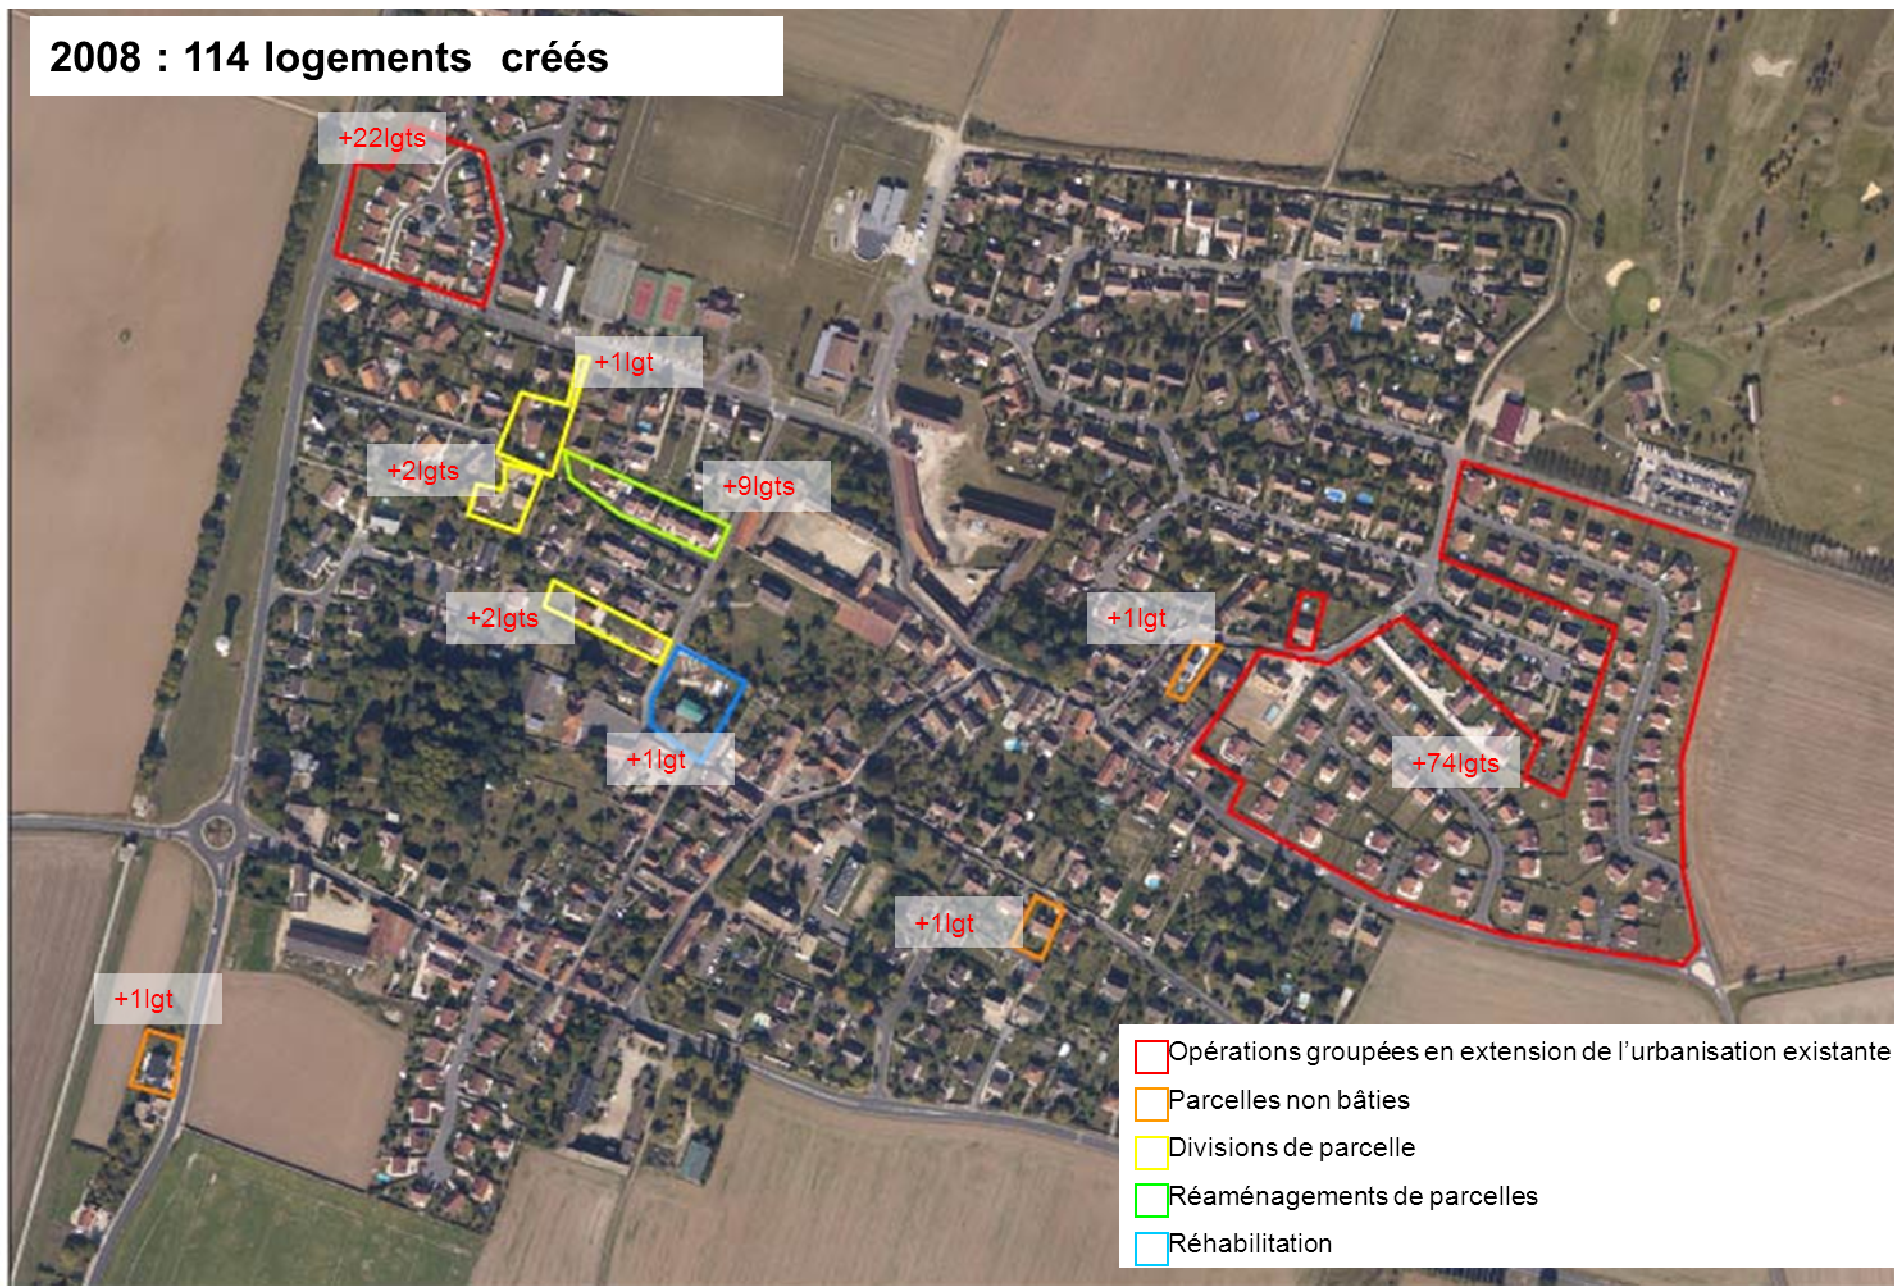 2008 : 114 logements créés
+22lgts
+1lgt
+2lgts
+9lgts
+2lgts
+1lgt
+1lgt
+74lgts
+1lgt
+1lgt
Opérations groupées en extension de l'urbanisation existante
Parcelles non bâties
Divisions de parcelle
Réaménagements de parcelles
Réhabilitation